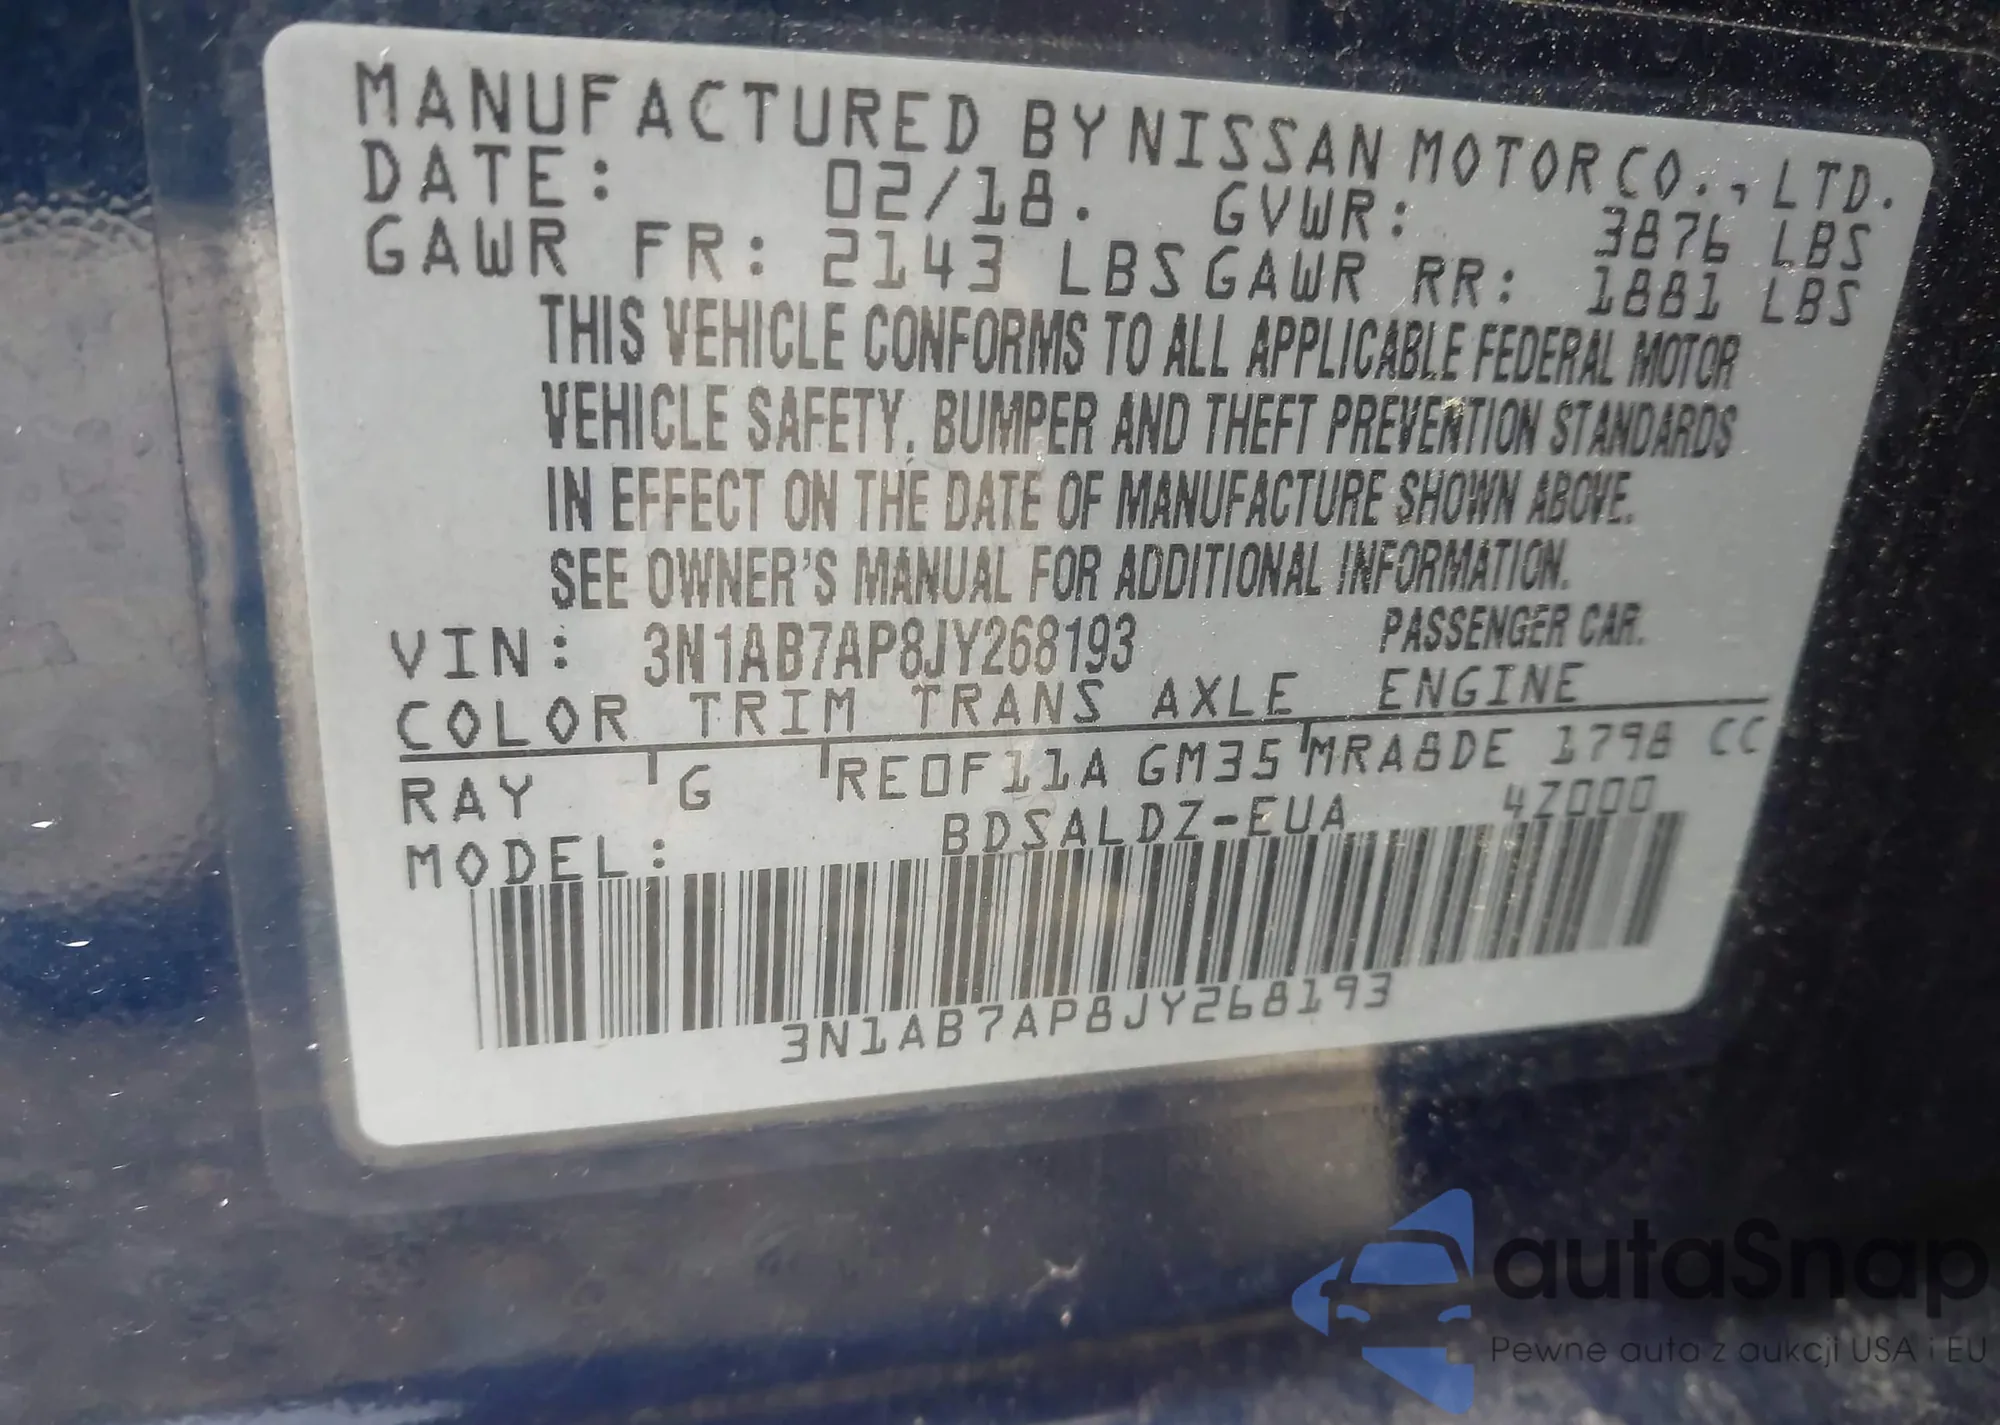 MANUFACTURED BY NISSAN MOTOR CO., LTD.
DATE: 02/18. GVWR: 3876 LBS
GAWR FR: 2143 LBS GAWR RR: 1881 LBS
THIS VEHICLE CONFORMS TO ALL APPLICABLE FEDERAL MOTOR
VEHICLE SAFETY, BUMPER AND THEFT PREVENTION STANDARDS
IN EFFECT ON THE DATE OF MANUFACTURE SHOWN ABOVE.
SEE OWNER'S MANUAL FOR ADDITIONAL INFORMATION.
VIN: 3N1AB7AP8JY268193 PASSENGER CAR.
COLOR TRIM TRANS AXLE ENGINE
RAY G RE0F11A GM35 MRA8DE 1798 CC
MODEL: BDSALDZ-EUA 4Z000
3N1AB7AP8JY268193
autaSnap
Pewne auta z aukcji USA i EU